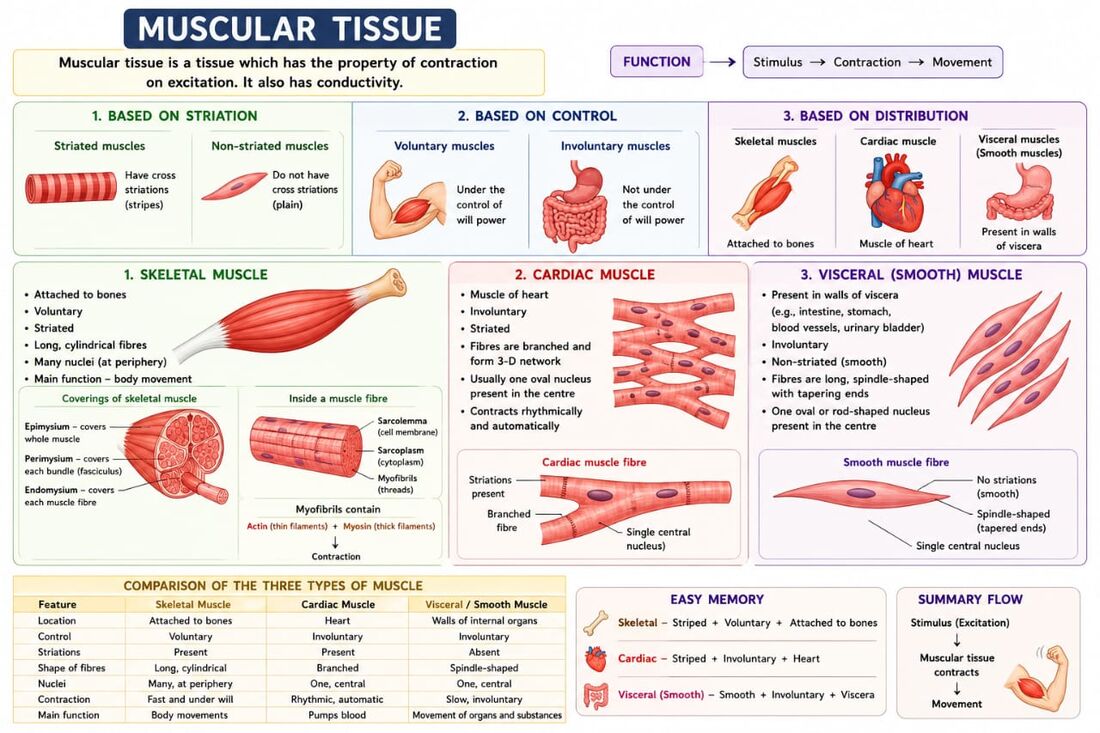 MUSCULAR TISSUE
Muscular tissue is a tissue which has the property of contraction
on excitation. It also has conductivity.
FUNCTION → Stimulus → Contraction → Movement
1. BASED ON STRIATION
Striated muscles
Have cross
striations
(stripes)
Non-striated muscles
Do not have
cross striations
(plain)
2. BASED ON CONTROL
Voluntary muscles
Under the
control of
will power
Involuntary muscles
Not under
the control
of will power
3. BASED ON DISTRIBUTION
Skeletal muscles
Attached to bones
Cardiac muscle
Muscle of heart
Visceral muscles
(Smooth muscles)
Present in walls
of viscera
1. SKELETAL MUSCLE
• Attached to bones
• Voluntary
• Striated
• Long, cylindrical fibres
• Many nuclei (at periphery)
• Main function – body movement
Coverings of skeletal muscle
Epimysium – covers
whole muscle
Perimysium – covers
each bundle (fasciculus)
Endomysium – covers
each muscle fibre
Inside a muscle fibre
Sarcolemma
(cell membrane)
Sarcoplasm
(cytoplasm)
Myofibrils
(threads)
Myofibrils contain
Actin (thin filaments) + Myosin (thick filaments)
↓
Contraction
2. CARDIAC MUSCLE
• Muscle of heart
• Involuntary
• Striated
• Fibres are branched and
form 3-D network
• Usually one oval nucleus
present in the centre
• Contracts rhythmically
and automatically
Cardiac muscle fibre
Striations
present
Branched
fibre
Single central
nucleus)
3. VISCERAL (SMOOTH) MUSCLE
• Present in walls of viscera
(e.g., intestine, stomach,
blood vessels, urinary bladder)
• Involuntary
• Non-striated (smooth)
• Fibres are long, spindle-shaped
with tapering ends
• One oval or rod-shaped nucleus
present in the centre
Smooth muscle fibre
No striations
(smooth)
Spindle-shaped
(tapered ends)
Single central nucleus
COMPARISON OF THE THREE TYPES OF MUSCLE
Feature Skeletal Muscle Cardiac Muscle Visceral / Smooth Muscle
Location Attached to bones Heart Walls of internal organs
Control Voluntary Involuntary Involuntary
Striations Present Present Absent
Shape of fibres Long, cylindrical Branched Spindle-shaped
Nuclei Many, at periphery One, central One, central
Contraction Fast and under will Rhythmic, automatic Slow, involuntary
Main function Body movements Pumps blood Movement of organs and substances
EASY MEMORY
Skeletal – Striped + Voluntary + Attached to bones
Cardiac – Striped + Involuntary + Heart
Visceral (Smooth) – Smooth + Involuntary + Viscera
SUMMARY FLOW
Stimulus (Excitation)
↓
Muscular tissue
contracts
↓
Movement